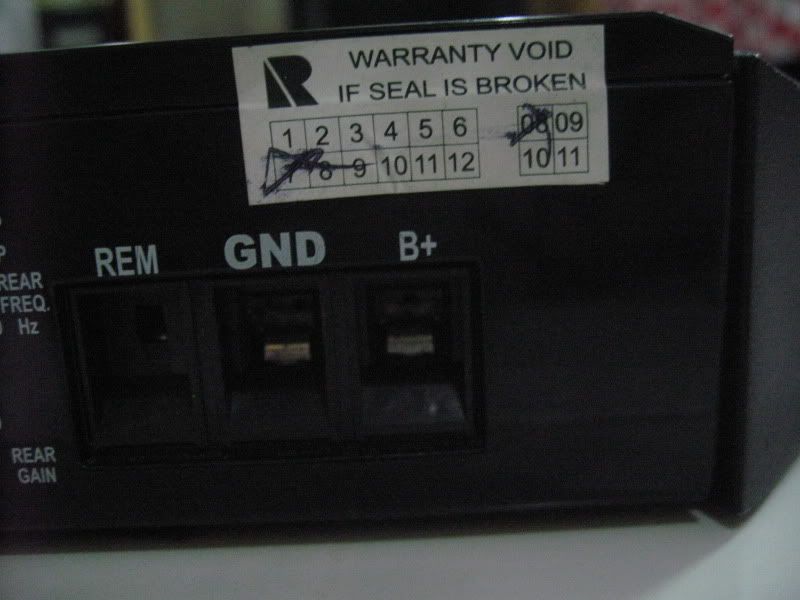 WARRANTY VOID
IF SEAL IS BROKEN
1 2 3 4 5 6 08 09
7 8 9 10 11 12 10 11
REM GND B+
REAR
FREQ.
Hz
REAR
GAIN